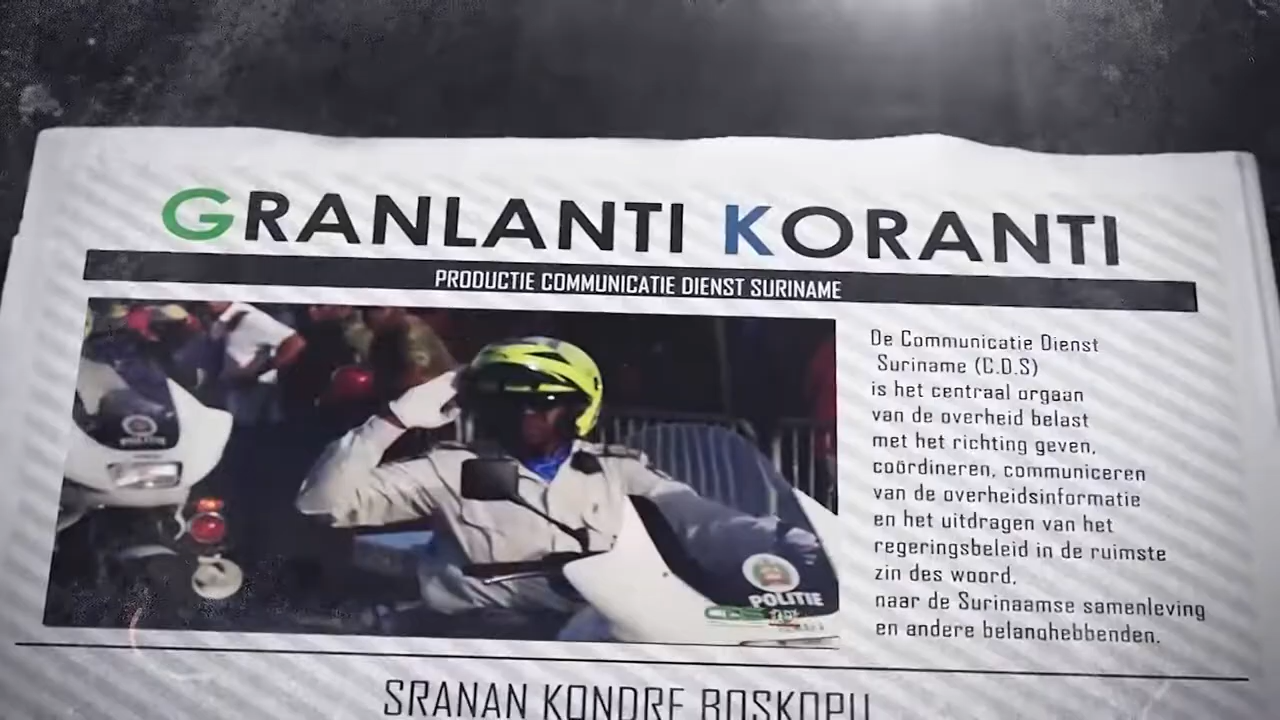 GRANLANTI KORANTI
PRODUCTIE COMMUNICATIE DIENST SURINAME
De Communicatie Dienst
Suriname (C.D.S)
is het centraal orgaan
van de overheid belast
met het richting geven,
coördineren, communiceren
van de overheidsinformatie
en het uitdragen van het
regeringsbeleid in de ruimste
zin des woord,
naar de Surinaamse samenleving
en andere belanghebbenden.
POLITIE
POLITIE
SRANAN KONDRE BOSKOPU